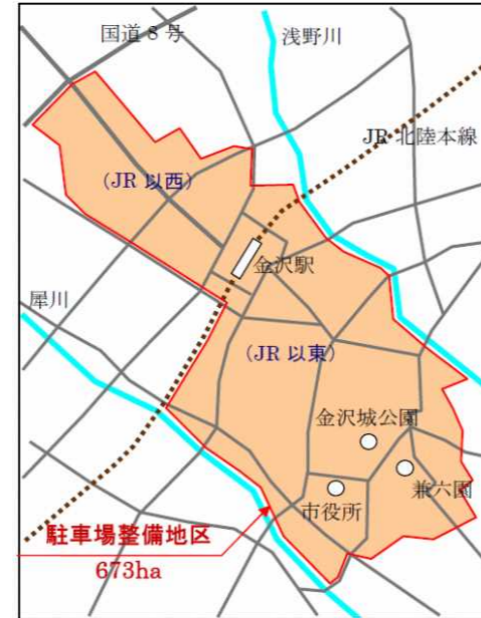 国道8号
浅野川
JR 北陸本線
(JR 以西)
金沢駅
犀川
(JR 以東)
金沢城公園
兼六園
市役所
駐車場整備地区
673ha